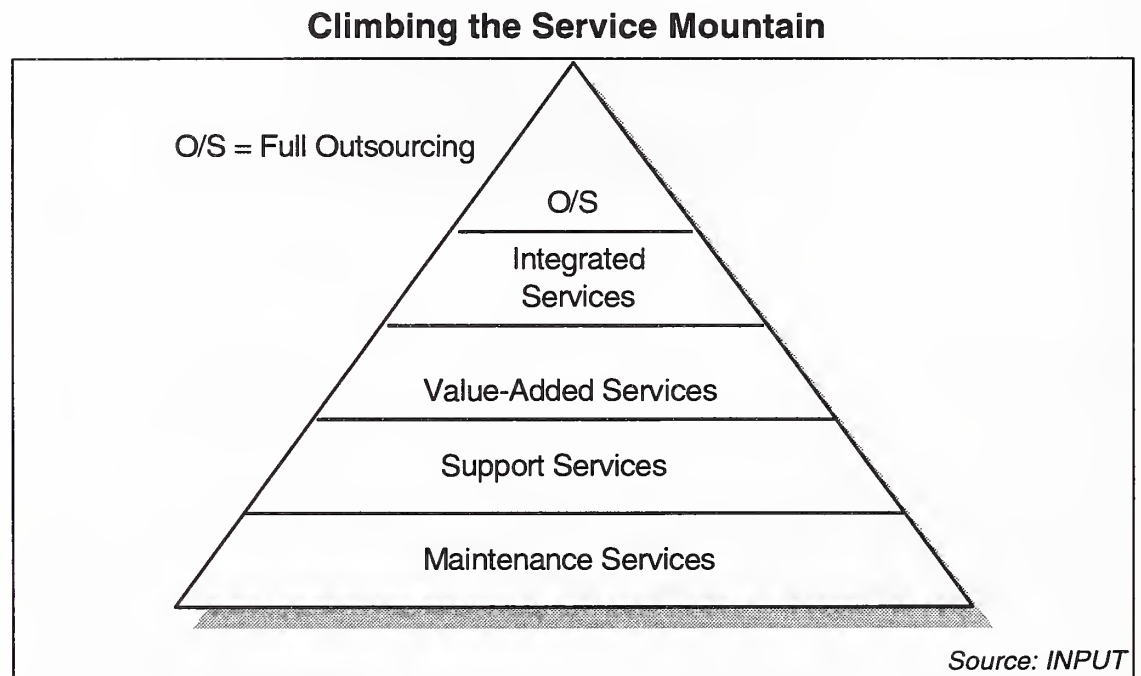 Climbing the Service Mountain
O/S = Full Outsourcing
O/S
Integrated
Services
Value-Added Services
Support Services
Maintenance Services
Source: INPUT